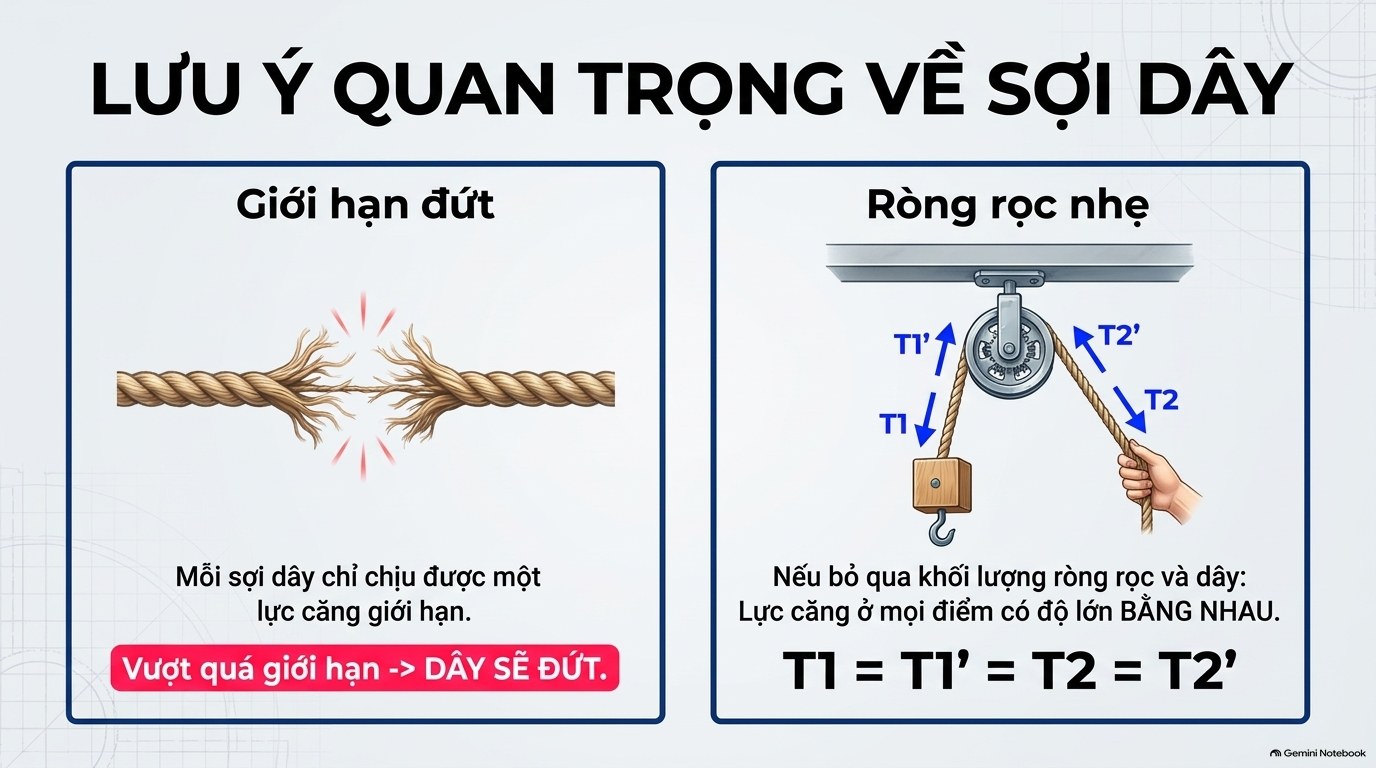 LƯU Ý QUAN TRỌNG VỀ SỢI DÂY
Giới hạn đứt
Mỗi sợi dây chỉ chịu được một
lực căng giới hạn.
Vượt quá giới hạn -> DÂY SẼ ĐỨT.
Ròng rọc nhẹ
T1’
T2’
T1
T2
Nếu bỏ qua khối lượng ròng rọc và dây:
Lực căng ở mọi điểm có độ lớn BẰNG NHAU.
T1 = T1’ = T2 = T2’
Gemini Notebook